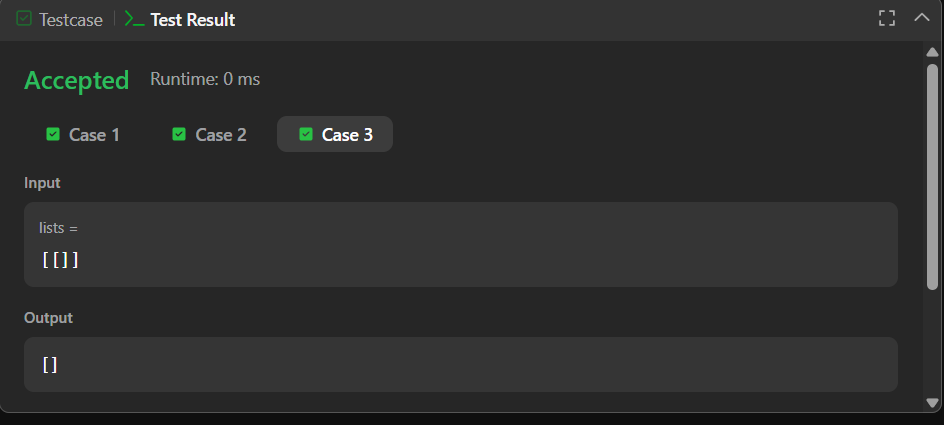 Testcase Test Result
Accepted Runtime: 0 ms
Case 1 Case 2 Case 3
Input
lists =
[[]]
Output
[]